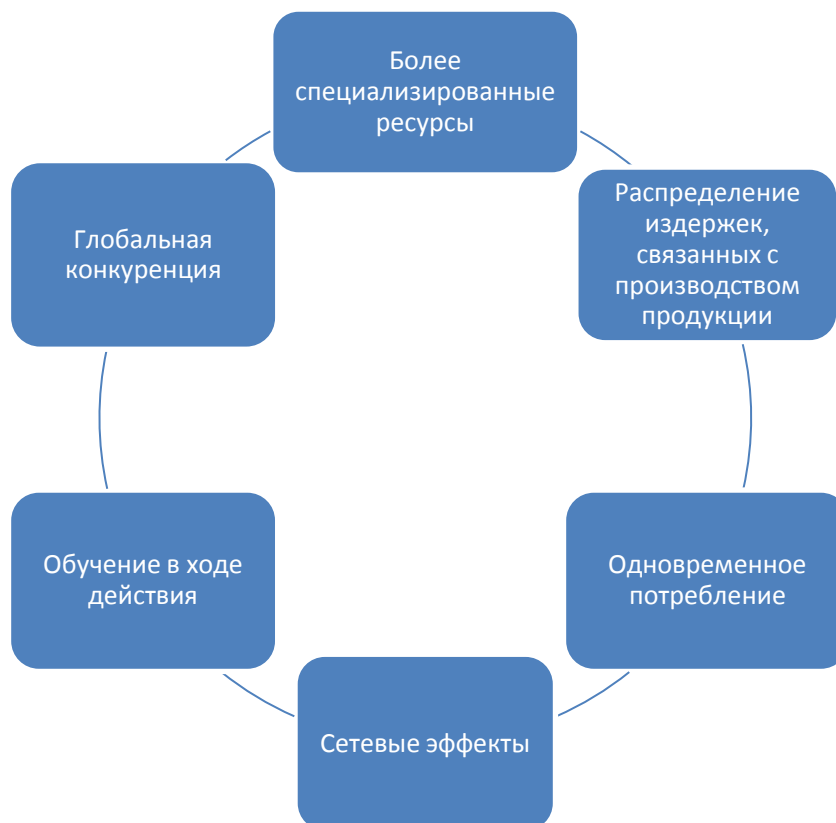 Более
специализированные
ресурсы
Распределение
издержек,
связанных с
производством
продукции
Одновременное
потребление
Сетевые эффекты
Обучение в ходе
действия
Глобальная
конкуренция